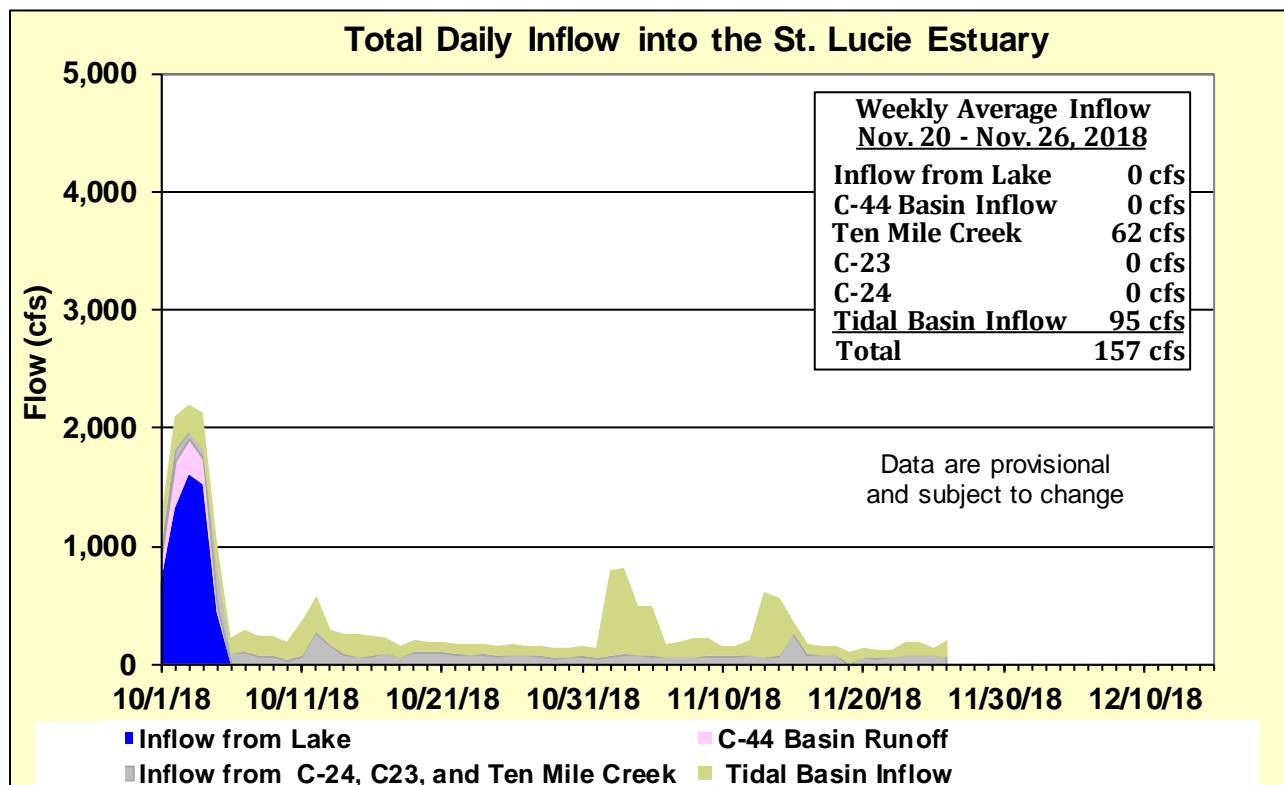 Total Daily Inflow into the St. Lucie Estuary
5,000
4,000
3,000
2,000
1,000
0
Flow (cfs)
Weekly Average Inflow
Nov. 20 - Nov. 26, 2018
Inflow from Lake 0 cfs
C-44 Basin Inflow 0 cfs
Ten Mile Creek 62 cfs
C-23 0 cfs
C-24 0 cfs
Tidal Basin Inflow 95 cfs
Total 157 cfs
Data are provisional
and subject to change
10/1/18 10/11/18 10/21/18 10/31/18 11/10/18 11/20/18 11/30/18 12/10/18
Inflow from Lake C-44 Basin Runoff
Inflow from C-24, C23, and Ten Mile Creek Tidal Basin Inflow